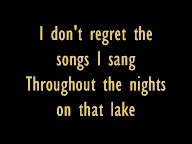 I don't regret the
songs I sang
Throughout the nights
on that lake